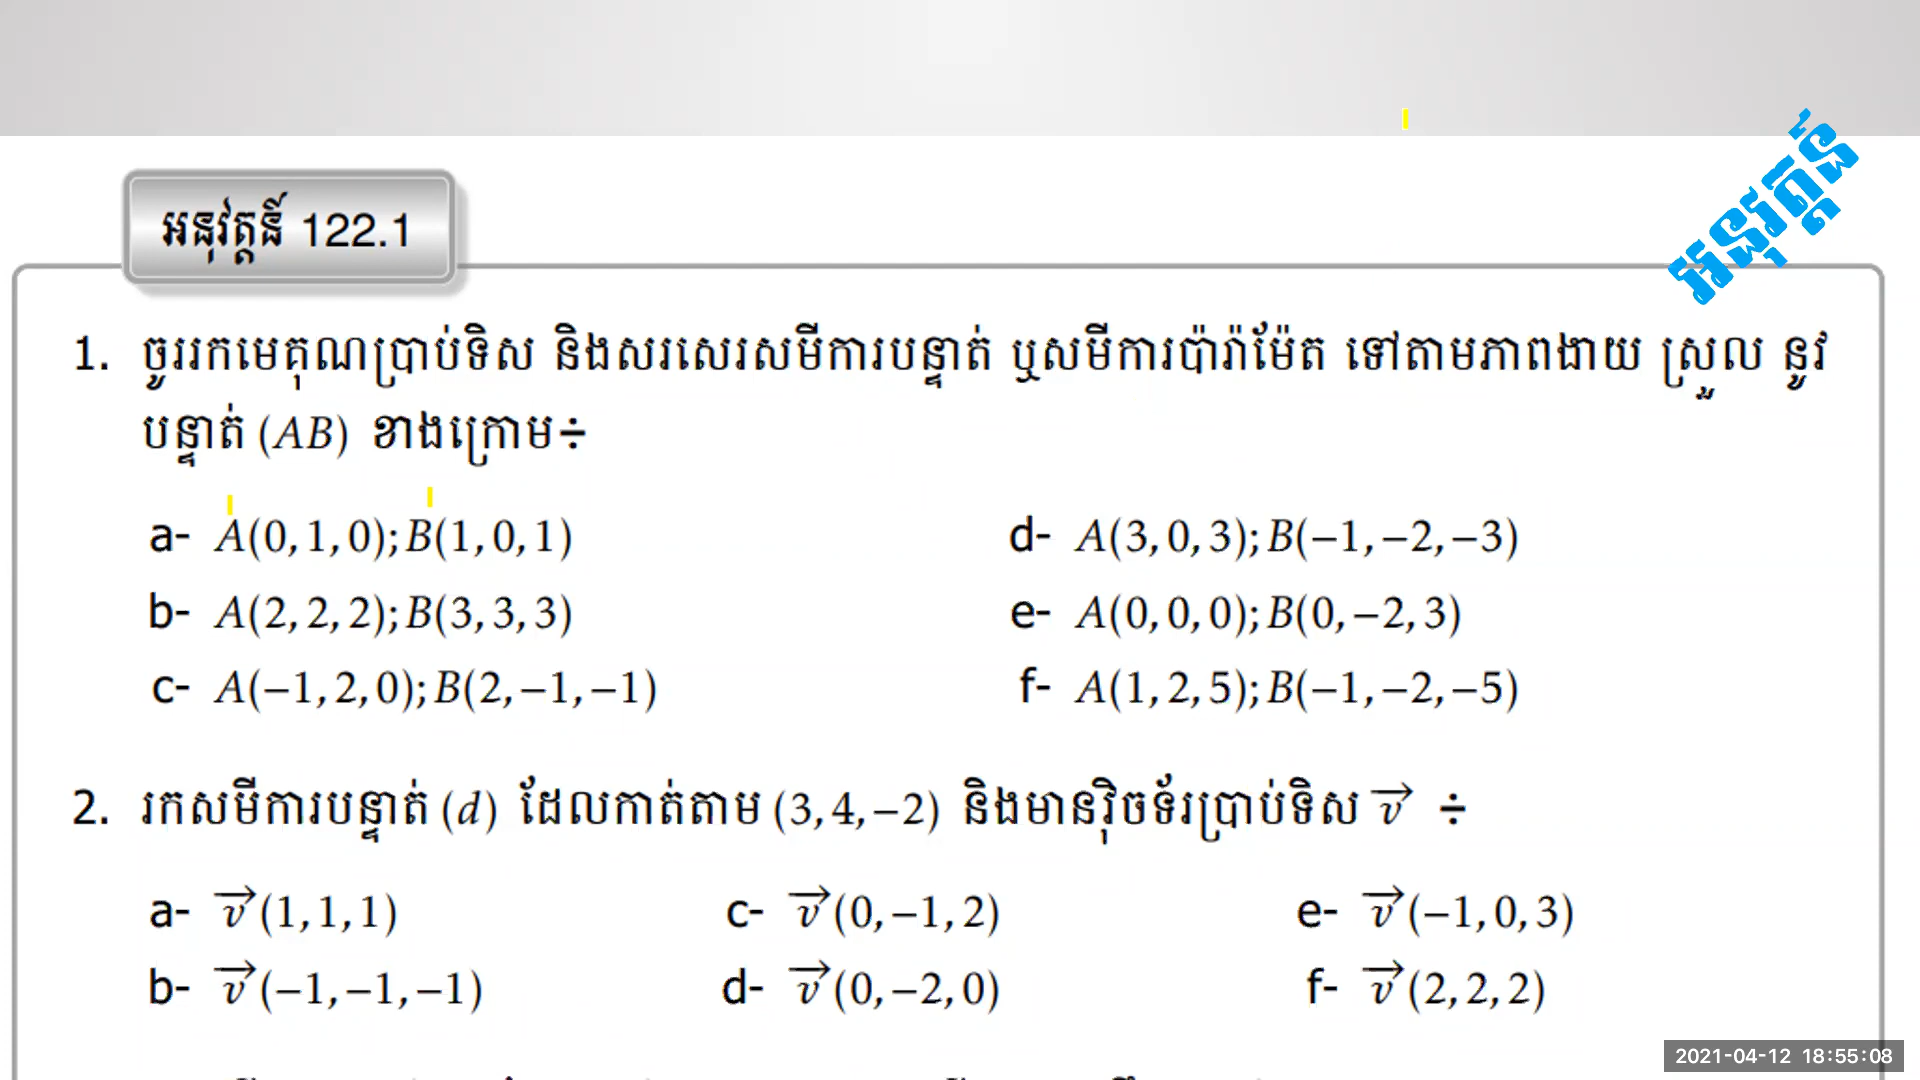 អនុវត្តន៍
អនុវត្តន៍ 122.1
1. ចូររកមេគុណប្រាប់ទិស និងសរសេរសមីការបន្ទាត់ ឬសមីការប៉ារ៉ាម៉ែត ទៅតាមភាពងាយ ស្រួល នូវ
បន្ទាត់ (AB) ខាងក្រោម÷
a- A(0, 1, 0); B(1, 0, 1)
d- A(3, 0, 3); B(−1, −2, −3)
b- A(2, 2, 2); B(3, 3, 3)
e- A(0, 0, 0); B(0, −2, 3)
c- A(−1, 2, 0); B(2, −1, −1)
f- A(1, 2, 5); B(−1, −2, −5)
2. រកសមីការបន្ទាត់ (d) ដែលកាត់តាម (3, 4, −2) និងមានវ៉ិចទ័រប្រាប់ទិស v⃗ ÷
a- v⃗(1, 1, 1)
c- v⃗(0, −1, 2)
e- v⃗(−1, 0, 3)
b- v⃗(−1, −1, −1)
d- v⃗(0, −2, 0)
f- v⃗(2, 2, 2)
2021-04-12 18:55:08